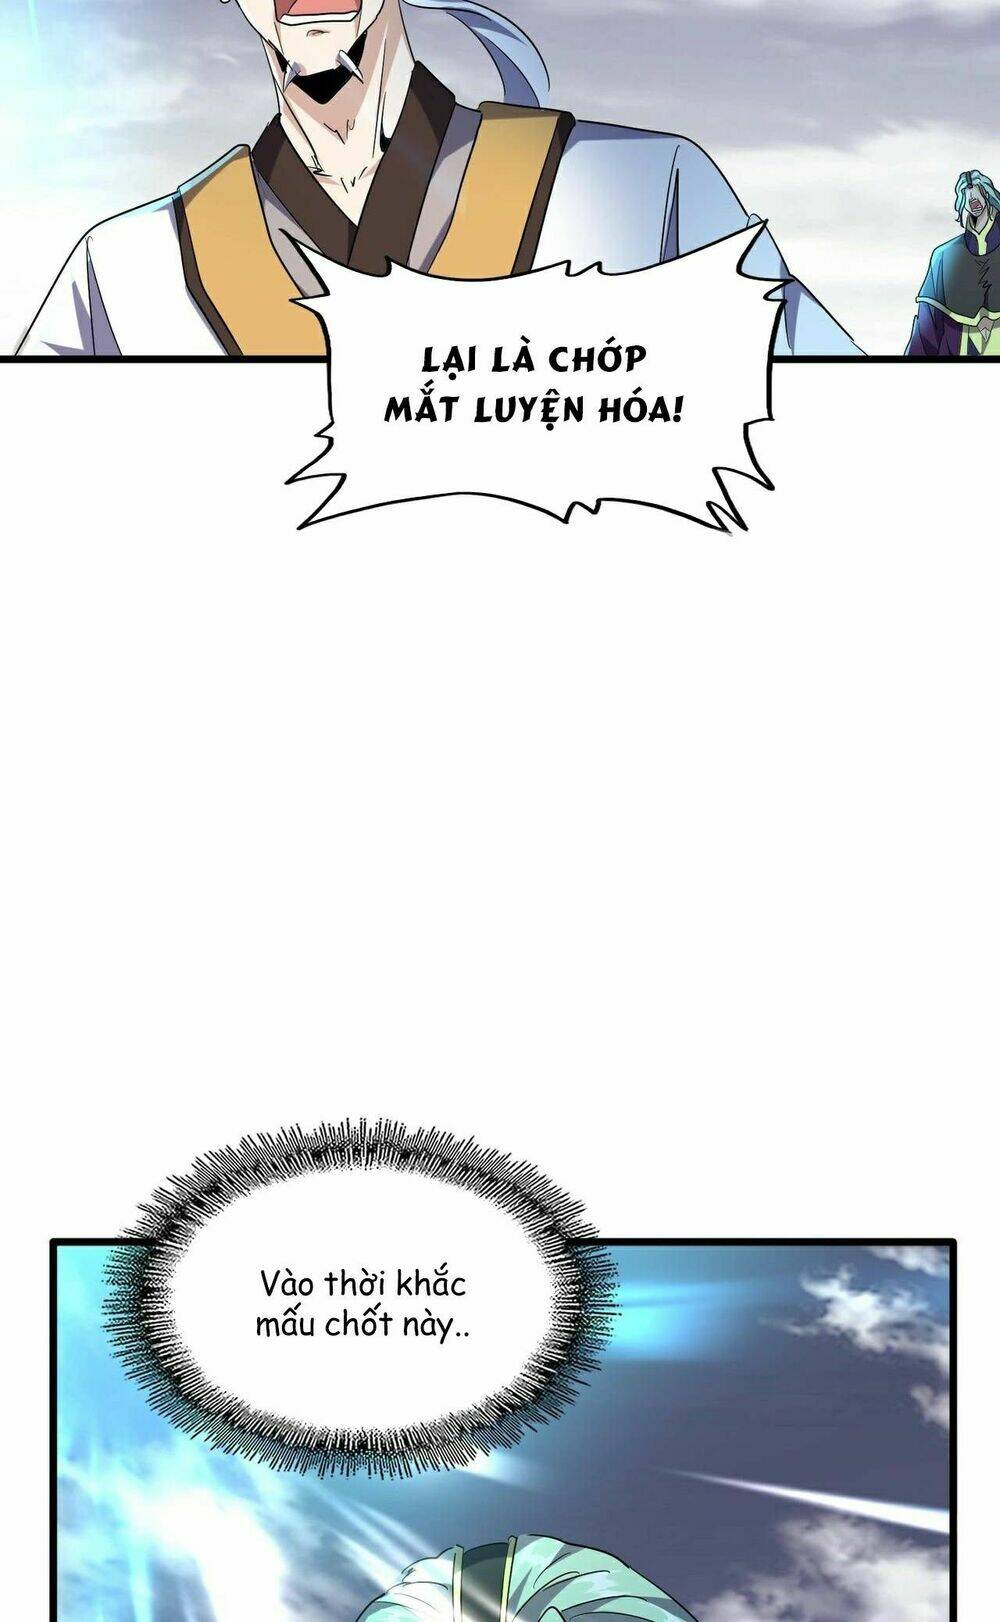 LẠI LÀ CHỚP
MẮT LUYỆN HÓA!
Vào thời khắc
mấu chốt này..